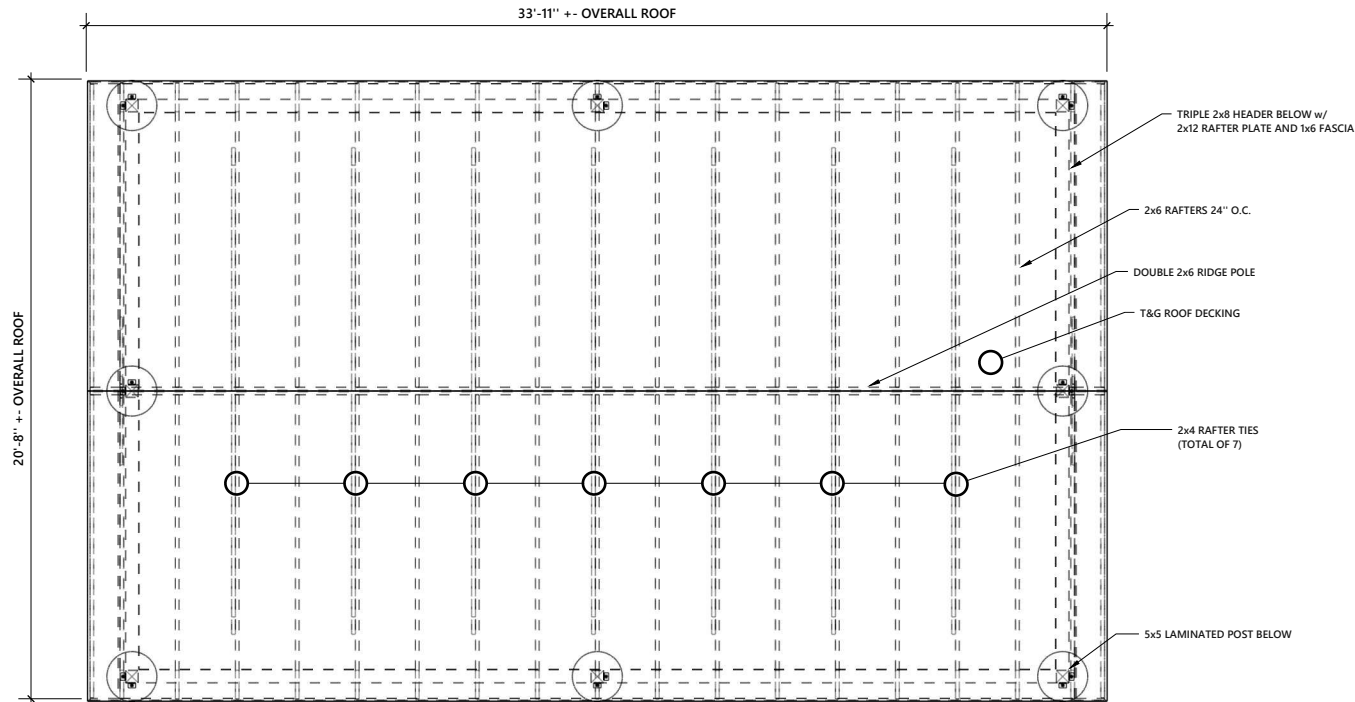 33'-11'' +- OVERALL ROOF
20'-8'' +- OVERALL ROOF
TRIPLE 2x8 HEADER BELOW w/
2x12 RAFTER PLATE AND 1x6 FASCIA
2x6 RAFTERS 24'' O.C.
DOUBLE 2x6 RIDGE POLE
T&G ROOF DECKING
2x4 RAFTER TIES
(TOTAL OF 7)
5x5 LAMINATED POST BELOW